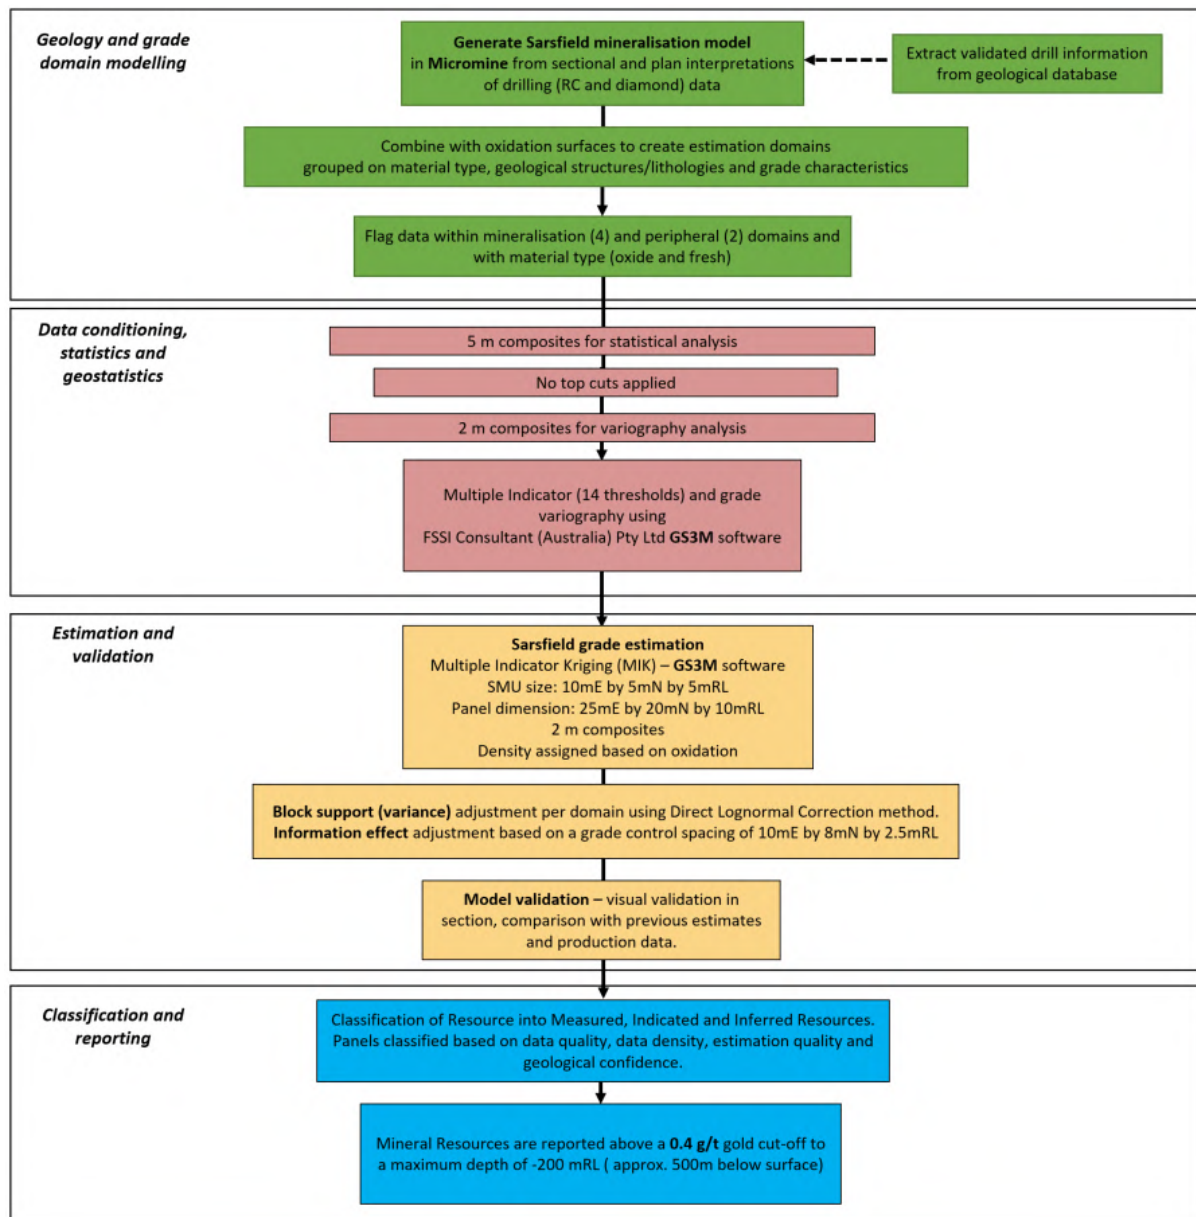 Geology and grade
domain modelling
Generate Sarsfield mineralisation model
in Micromine from sectional and plan interpretations
of drilling (RC and diamond) data
Extract validated drill information
from geological database
Combine with oxidation surfaces to create estimation domains
grouped on material type, geological structures/lithologies and grade characteristics
Flag data within mineralisation (4) and peripheral (2) domains and
with material type (oxide and fresh)
Data conditioning,
statistics and
geostatistics
5 m composites for statistical analysis
No top cuts applied
2 m composites for variography analysis
Multiple Indicator (14 thresholds) and grade
variography using
FSSI Consultant (Australia) Pty Ltd GS3M software
Estimation and
validation
Sarsfield grade estimation
Multiple Indicator Kriging (MIK) – GS3M software
SMU size: 10mE by 5mN by 5mRL
Panel dimension: 25mE by 20mN by 10mRL
2 m composites
Density assigned based on oxidation
Block support (variance) adjustment per domain using Direct Lognormal Correction method.
Information effect adjustment based on a grade control spacing of 10mE by 8mN by 2.5mRL
Model validation – visual validation in
section, comparison with previous estimates
and production data.
Classification and
reporting
Classification of Resource into Measured, Indicated and Inferred Resources.
Panels classified based on data quality, data density, estimation quality and
geological confidence.
Mineral Resources are reported above a 0.4 g/t gold cut-off to
a maximum depth of -200 mRL ( approx. 500m below surface)